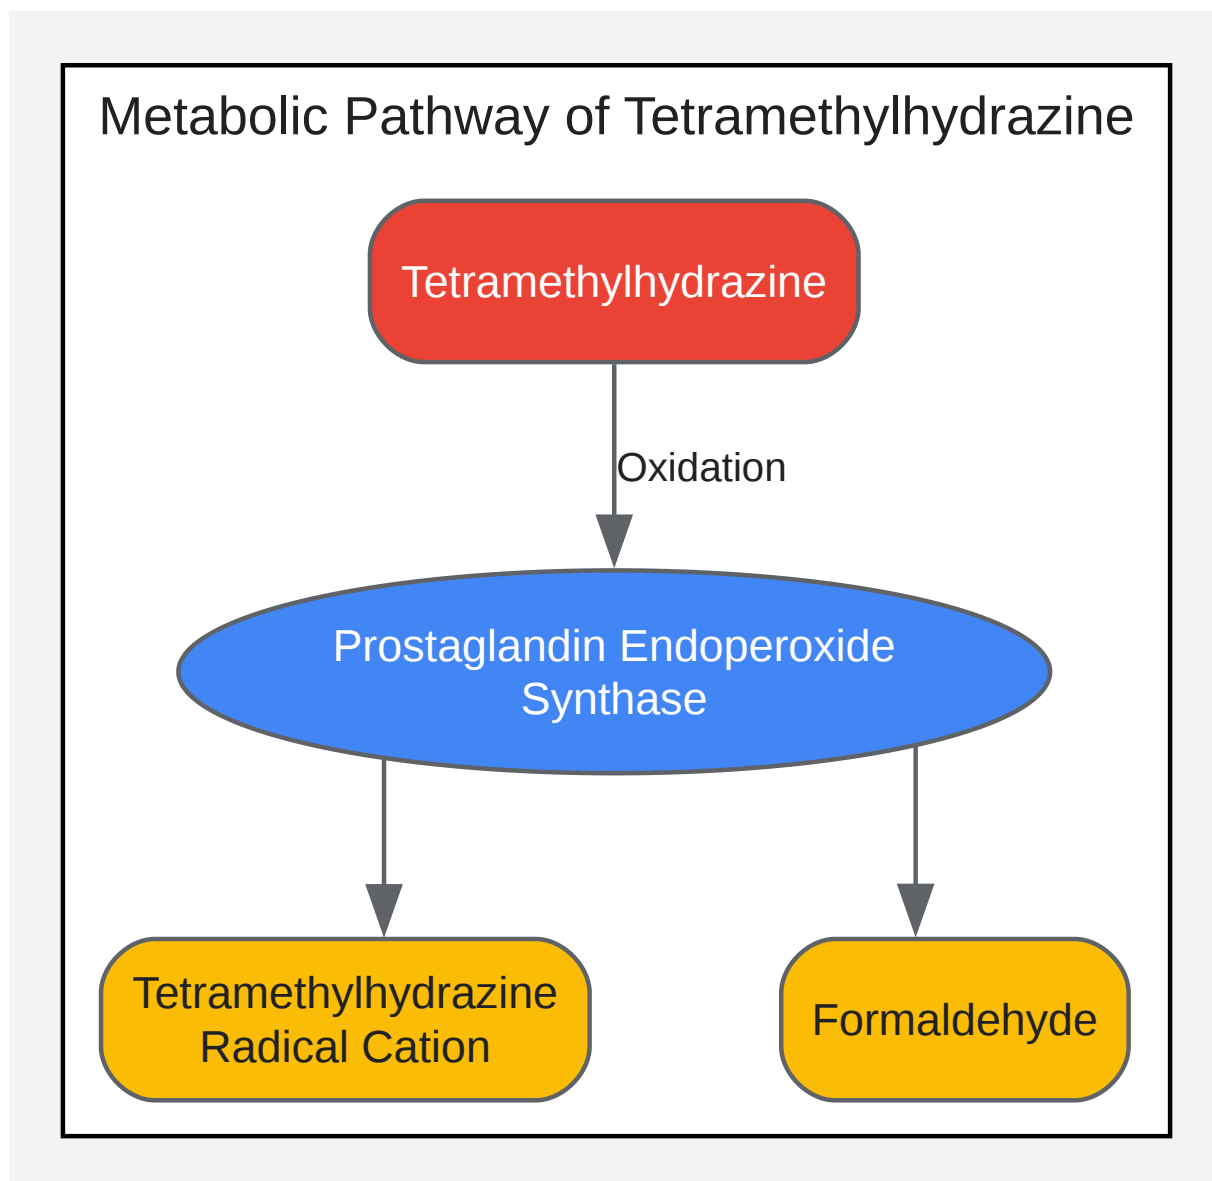 Metabolic Pathway of Tetramethylhydrazine
Tetramethylhydrazine
Oxidation
Prostaglandin Endoperoxide
Synthase
Tetramethylhydrazine
Radical Cation
Formaldehyde